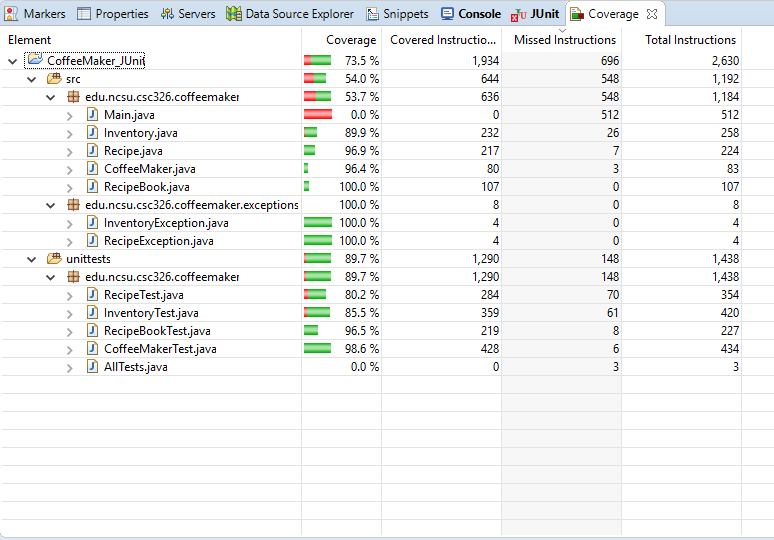 Markers Properties Servers Data Source Explorer Snippets Console JUnit Coverage
Element Coverage Covered Instructio... Missed Instructions Total Instructions
CoffeeMaker_JUnit 73.5 % 1,934 696 2,630
src 54.0 % 644 548 1,192
edu.ncsu.csc326.coffeemaker 53.7 % 636 548 1,184
Main.java 0.0 % 0 512 512
Inventory.java 89.9 % 232 26 258
Recipe.java 96.9 % 217 7 224
CoffeeMaker.java 96.4 % 80 3 83
RecipeBook.java 100.0 % 107 0 107
edu.ncsu.csc326.coffeemaker.exceptions 100.0 % 8 0 8
InventoryException.java 100.0 % 4 0 4
RecipeException.java 100.0 % 4 0 4
unittests 89.7 % 1,290 148 1,438
edu.ncsu.csc326.coffeemaker 89.7 % 1,290 148 1,438
RecipeTest.java 80.2 % 284 70 354
InventoryTest.java 85.5 % 359 61 420
RecipeBookTest.java 96.5 % 219 8 227
CoffeeMakerTest.java 98.6 % 428 6 434
AllTests.java 0.0 % 0 3 3